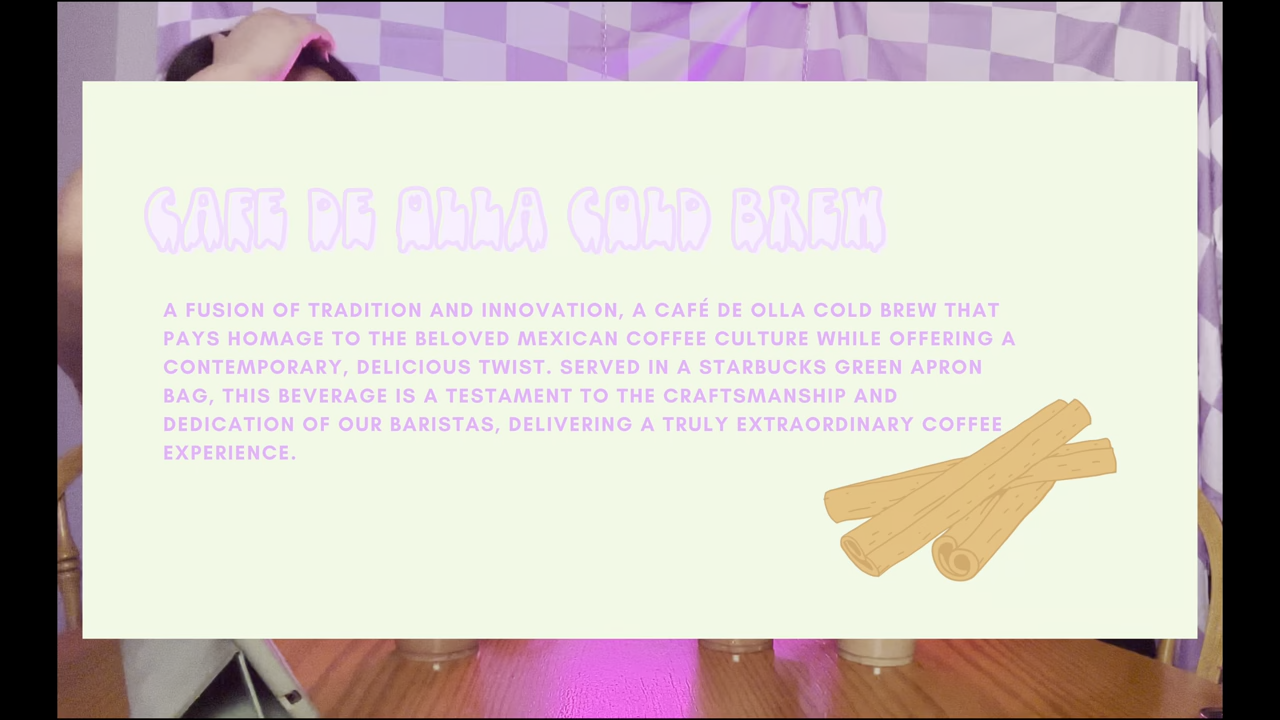 CAFE DE OLLA COLD BREW
A FUSION OF TRADITION AND INNOVATION, A CAFÉ DE OLLA COLD BREW THAT
PAYS HOMAGE TO THE BELOVED MEXICAN COFFEE CULTURE WHILE OFFERING A
CONTEMPORARY, DELICIOUS TWIST. SERVED IN A STARBUCKS GREEN APRON
BAG, THIS BEVERAGE IS A TESTAMENT TO THE CRAFTSMANSHIP AND
DEDICATION OF OUR BARISTAS, DELIVERING A TRULY EXTRAORDINARY COFFEE
EXPERIENCE.